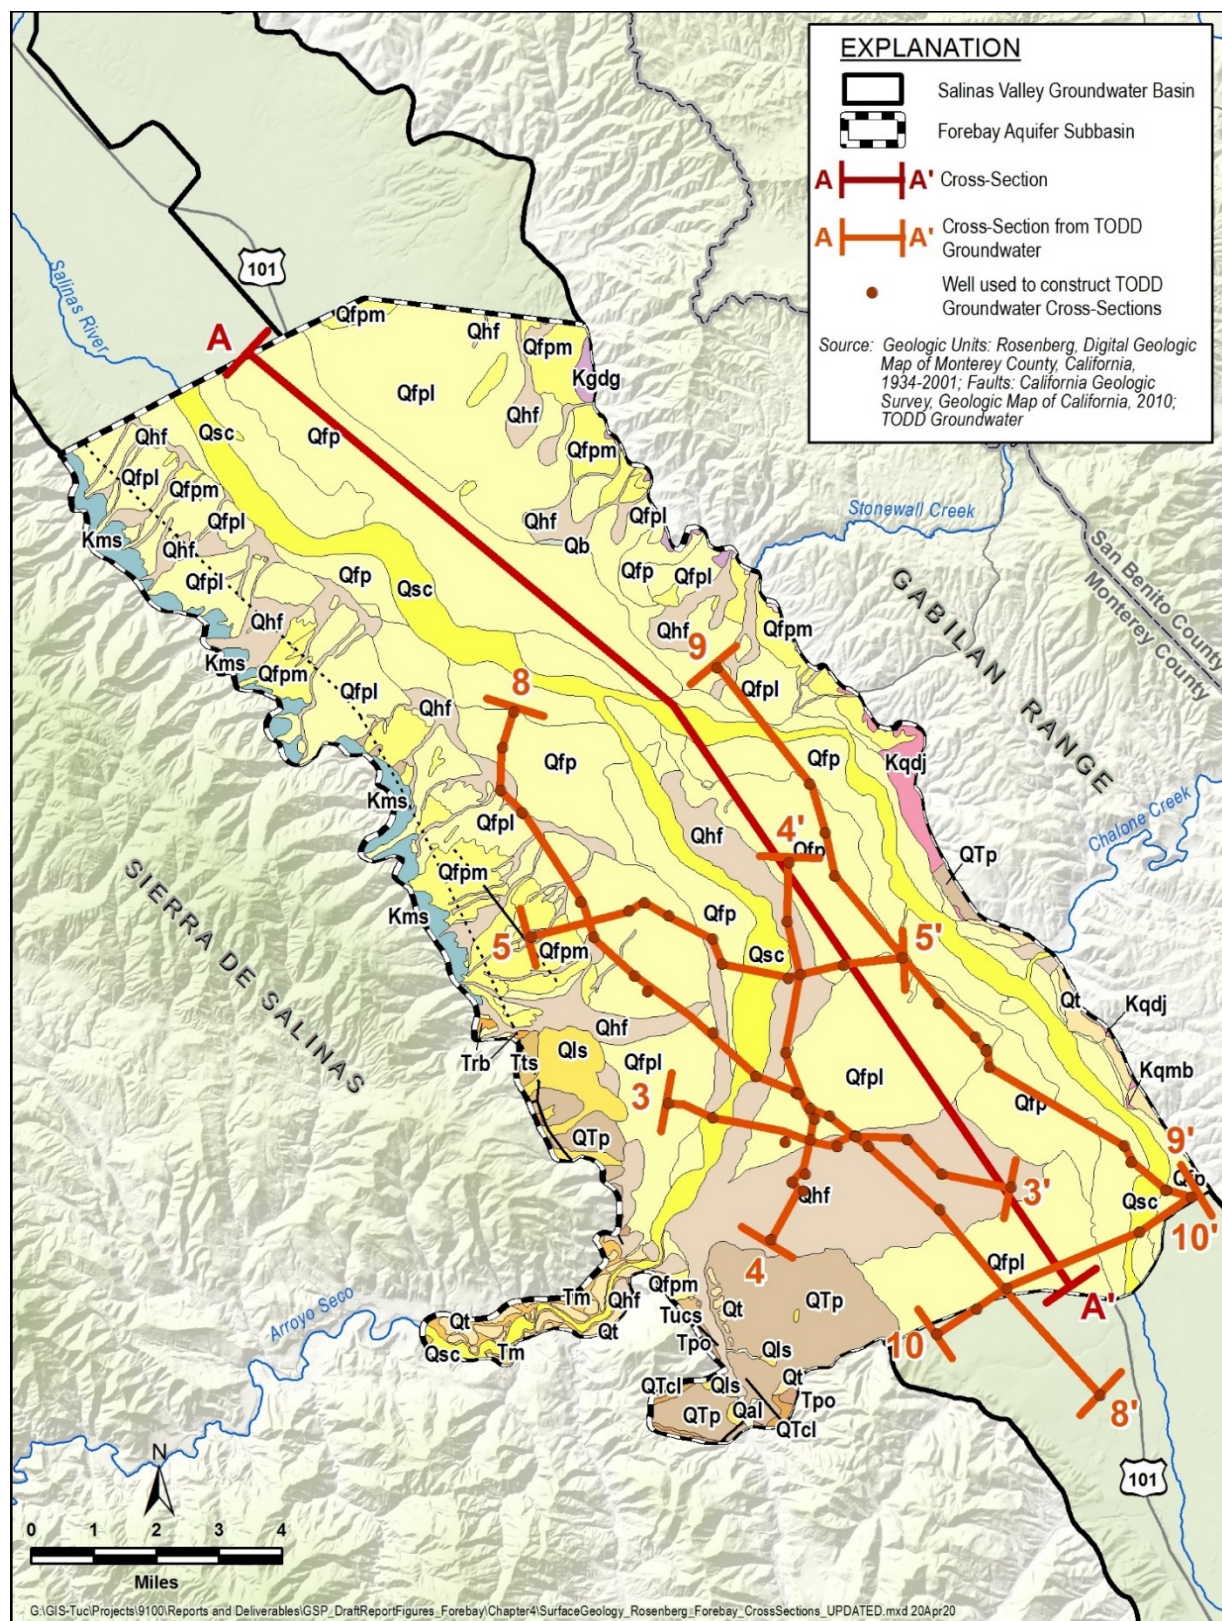 EXPLANATION
Salinas Valley Groundwater Basin
Forebay Aquifer Subbasin
A A' Cross-Section
A A' Cross-Section from TODD
Groundwater
Well used to construct TODD
Groundwater Cross-Sections
Source: Geologic Units: Rosenberg, Digital Geologic
Map of Monterey County, California,
1934-2001; Faults: California Geologic
Survey, Geologic Map of California, 2010;
TODD Groundwater
101
Salinas River
A
Qfpm
Qhf
Qfpm
Kgdg
Qfpl
Qhf
Qhf
Qsc
Qfp
Qfpm
Qfpl
Qfpm
Qfpl
Kms
Qhf
Qhf
Qfpl
Stonewall Creek
Qb
Qfpl
Qfp
Qsc
Qfp
Qfpl
San Benito County
Monterey County
GABILAN RANGE
Qhf
Qhf
Qfpm
Kms
Qfpm
9
Qfpl
Qfpl
8
Qhf
Qfp
Qfp
Kqdj
Kms
Chalone Creek
Qfpl
Qhf
4'
Qfp
QTp
Qfpm
SIERRA DE SALINAS
Kms
Qfp
5
Qfpm
5'
Qsc
Qt
Kqdj
Qhf
Qls
Trb
Tts
Qfpl
Qfpl
Kqmb
3
Qfp
QTp
9'
Qfp
3'
Qhf
Qsc
10'
4
Qfpl
Qfpm
Tm
Qhf
Qt
QTp
A'
Arroyo Seco
Qt
Tucs
Qt
Tpo
10
Qsc
Tm
Qls
Qt
QTcl
Qls
Tpo
8'
QTp
Qal
QTcl
101
N
0 1 2 3 4
Miles
G:\GIS-Tuc\Projects\9100\Reports and Deliverables\GSP_DraftReportFigures_Forebay\Chapter4\SurfaceGeology_Rosenberg_Forebay_CrossSections_UPDATED.mxd 20Apr20